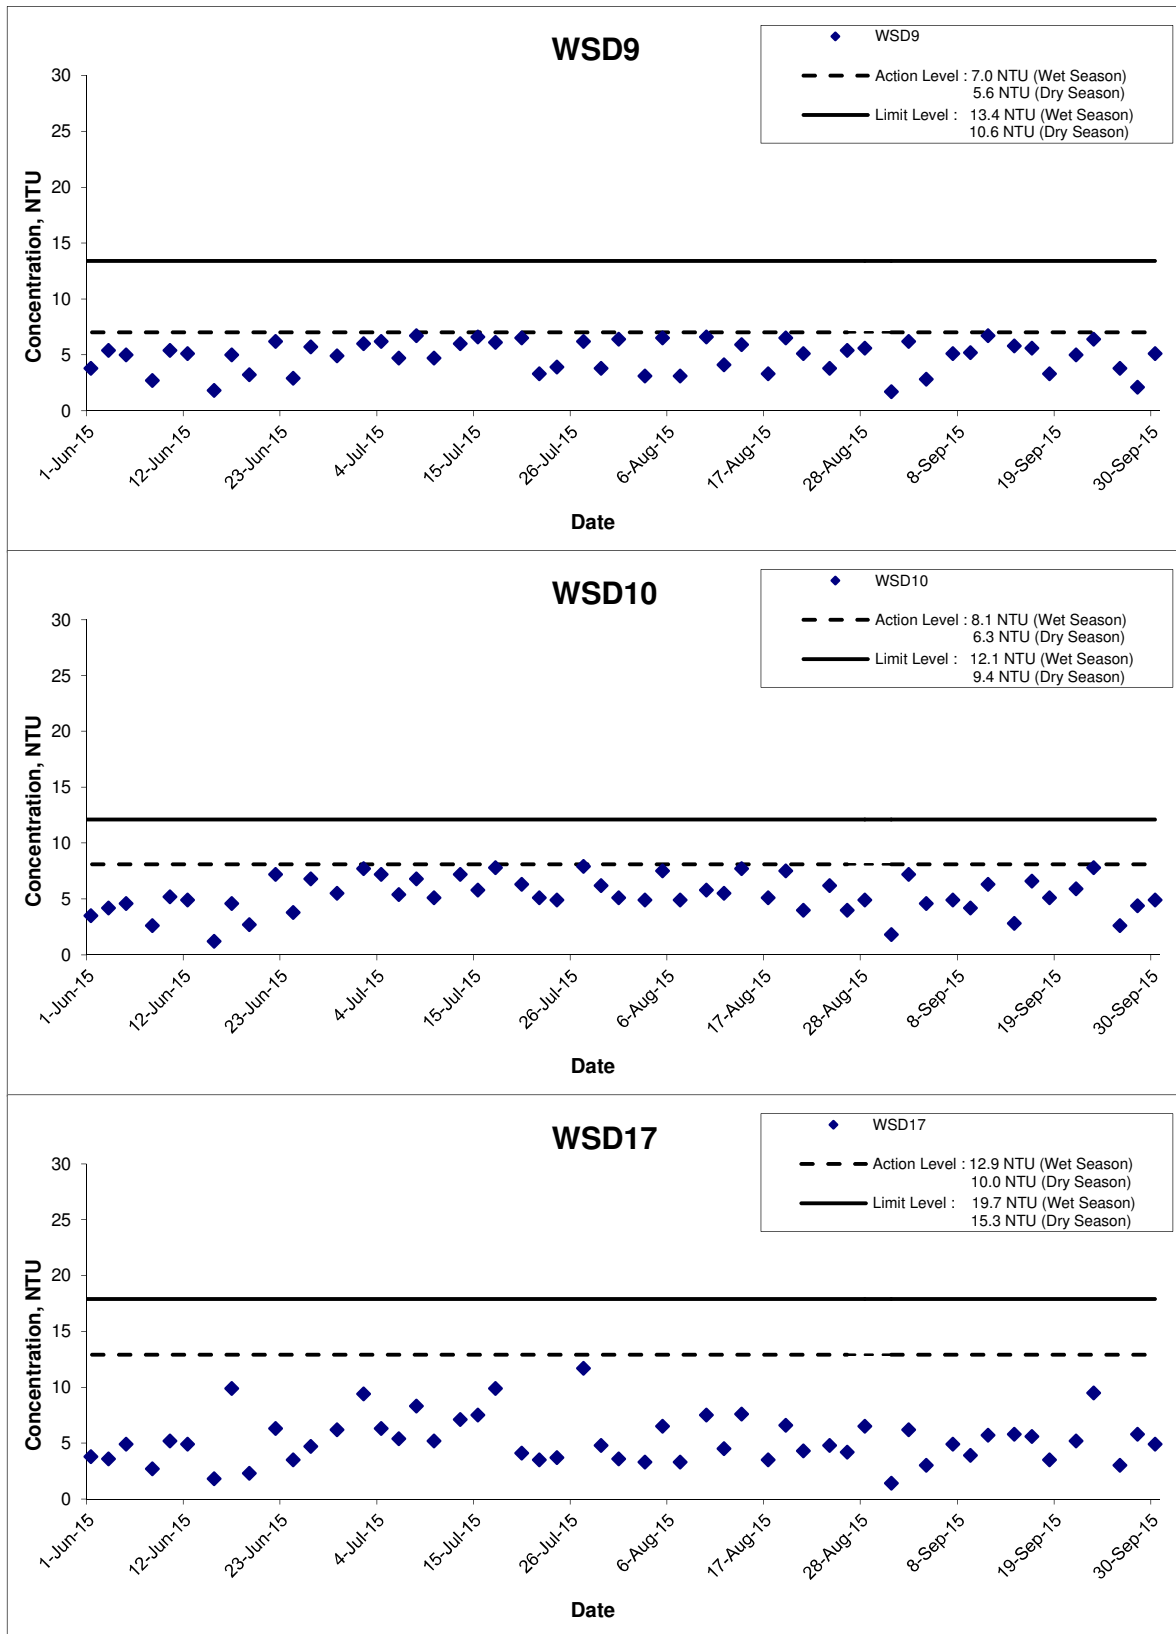 WSD9
WSD9
Action Level : 7.0 NTU (Wet Season)
5.6 NTU (Dry Season)
Limit Level : 13.4 NTU (Wet Season)
10.6 NTU (Dry Season)
Concentration, NTU
30
25
20
15
10
5
0
1-Jun-15
12-Jun-15
23-Jun-15
4-Jul-15
15-Jul-15
26-Jul-15
6-Aug-15
17-Aug-15
28-Aug-15
8-Sep-15
19-Sep-15
30-Sep-15
Date
WSD10
WSD10
Action Level : 8.1 NTU (Wet Season)
6.3 NTU (Dry Season)
Limit Level : 12.1 NTU (Wet Season)
9.4 NTU (Dry Season)
Concentration, NTU
30
25
20
15
10
5
0
1-Jun-15
12-Jun-15
23-Jun-15
4-Jul-15
15-Jul-15
26-Jul-15
6-Aug-15
17-Aug-15
28-Aug-15
8-Sep-15
19-Sep-15
30-Sep-15
Date
WSD17
WSD17
Action Level : 12.9 NTU (Wet Season)
10.0 NTU (Dry Season)
Limit Level : 19.7 NTU (Wet Season)
15.3 NTU (Dry Season)
Concentration, NTU
30
25
20
15
10
5
0
1-Jun-15
12-Jun-15
23-Jun-15
4-Jul-15
15-Jul-15
26-Jul-15
6-Aug-15
17-Aug-15
28-Aug-15
8-Sep-15
19-Sep-15
30-Sep-15
Date